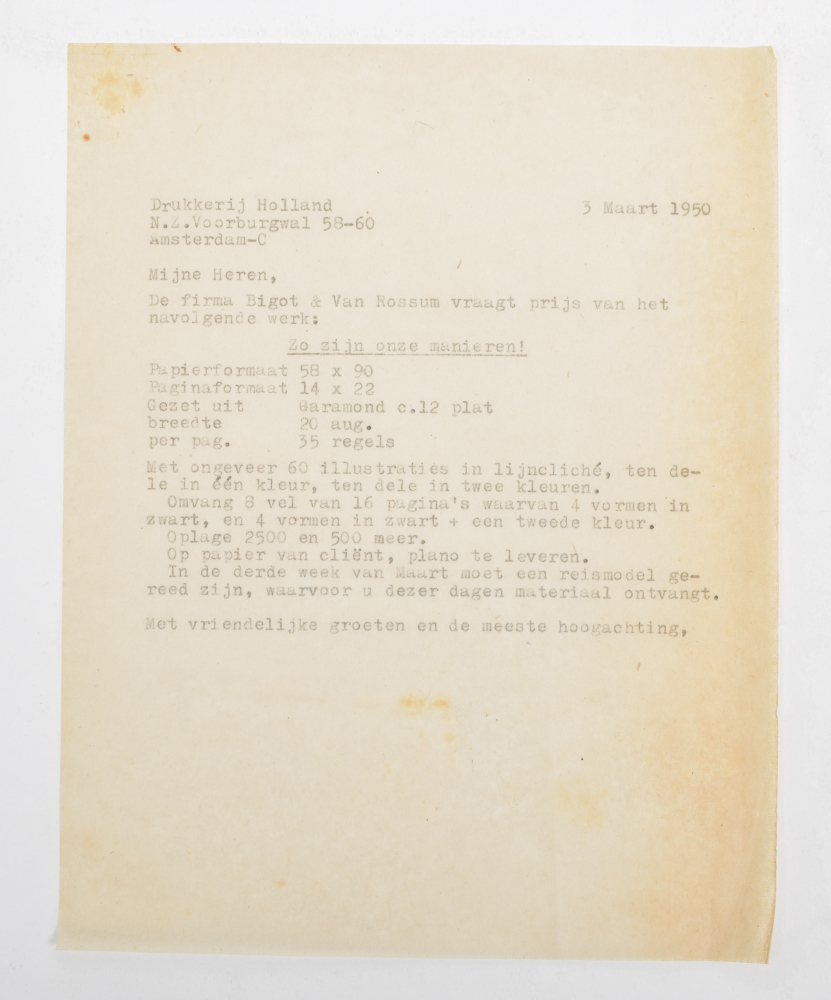 Drukkerij Holland
3 Maart 1950
N.Z.Voorburgwal 58-60
Amsterdam-C
Mijne Heren,
De firma Bigot & Van Rossum vraagt prijs van het
navolgende werk:
Zo zijn onze manieren!
Papierformaat 58 x 90
Paginaformaat 14 x 22
Gezet uit Garamond c.12 plat
breedte 20 aug.
per pag. 35 regels
Met ongeveer 60 illustraties in lijncliché, ten de-
le in één kleur, ten dele in twee kleuren.
Omvang 8 vel van 16 pagina's waarvan 4 vormen in
zwart, en 4 vormen in zwart + een tweede kleur.
Oplage 2500 en 500 meer.
Op papier van cliënt, plano te leveren.
In de derde week van Maart moet een reismodel ge-
reed zijn, waarvoor u dezer dagen materiaal ontvangt.
Met vriendelijke groeten en de meeste hoogachting,